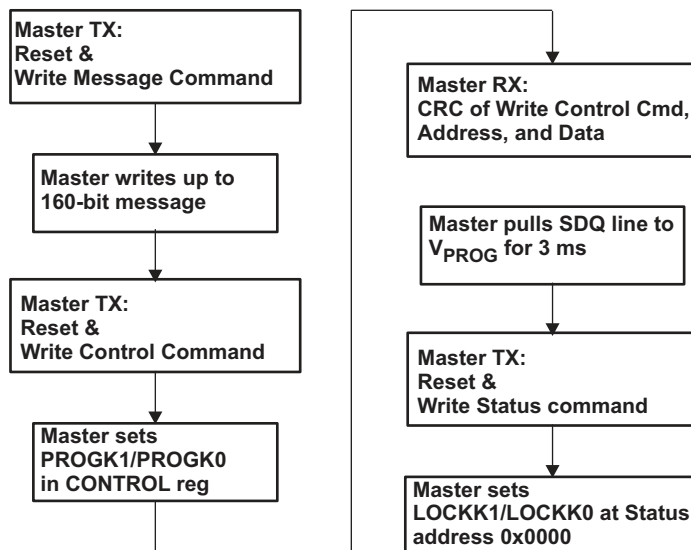 Master TX:
Reset &
Write Message Command
Master writes up to
160-bit message
Master TX:
Reset &
Write Control Command
Master sets
PROGK1/PROGK0
in CONTROL reg
Master RX:
CRC of Write Control Cmd,
Address, and Data
Master pulls SDQ line to
VPROG for 3 ms
Master TX:
Reset &
Write Status command
Master sets
LOCKK1/LOCKK0 at Status
address 0x0000